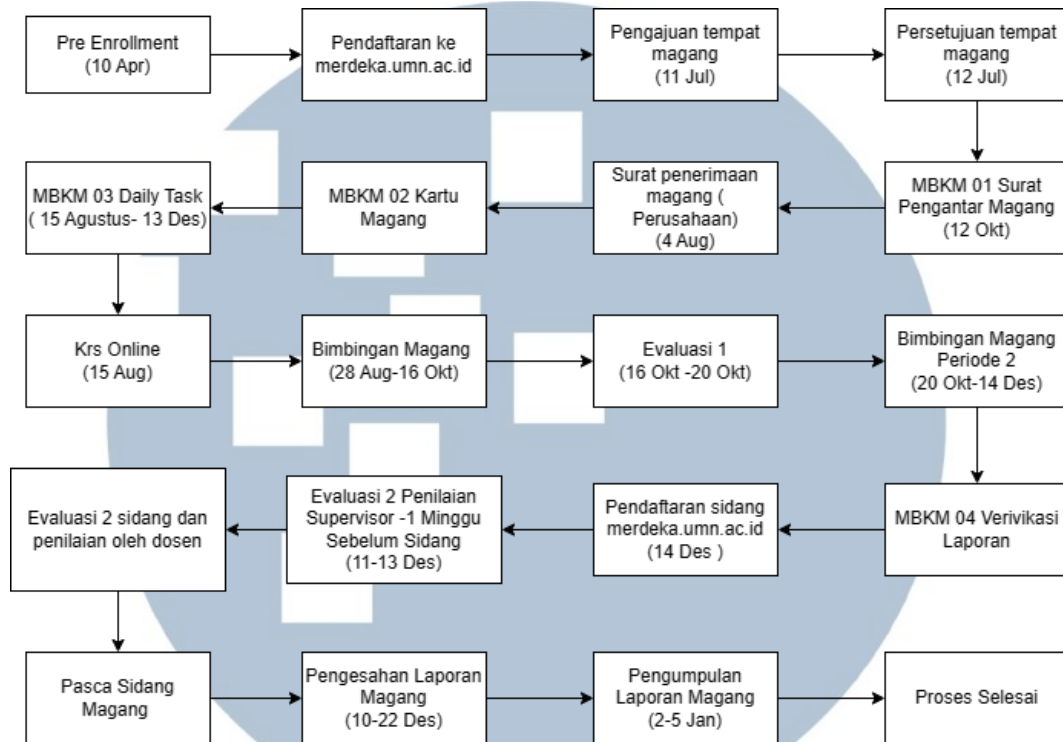 Pre Enrollment
(10 Apr)
Pendaftaran ke
merdeka.umn.ac.id
Pengajuan tempat
magang
(11 Jul)
Persetujuan tempat
magang
(12 Jul)
MBKM 01 Surat
Pengantar Magang
(12 Okt)
Surat penerimaan
magang (
Perusahaan)
(4 Aug)
MBKM 02 Kartu
Magang
MBKM 03 Daily Task
( 15 Agustus- 13 Des)
Krs Online
(15 Aug)
Bimbingan Magang
(28 Aug-16 Okt)
Evaluasi 1
(16 Okt -20 Okt)
Bimbingan Magang
Periode 2
(20 Okt-14 Des)
MBKM 04 Verivikasi
Laporan
Pendaftaran sidang
merdeka.umn.ac.id
(14 Des )
Evaluasi 2 Penilaian
Supervisor -1 Minggu
Sebelum Sidang
(11-13 Des)
Evaluasi 2 sidang dan
penilaian oleh dosen
Pasca Sidang
Magang
Pengesahan Laporan
Magang
(10-22 Des)
Pengumpulan
Laporan Magang
(2-5 Jan)
Proses Selesai